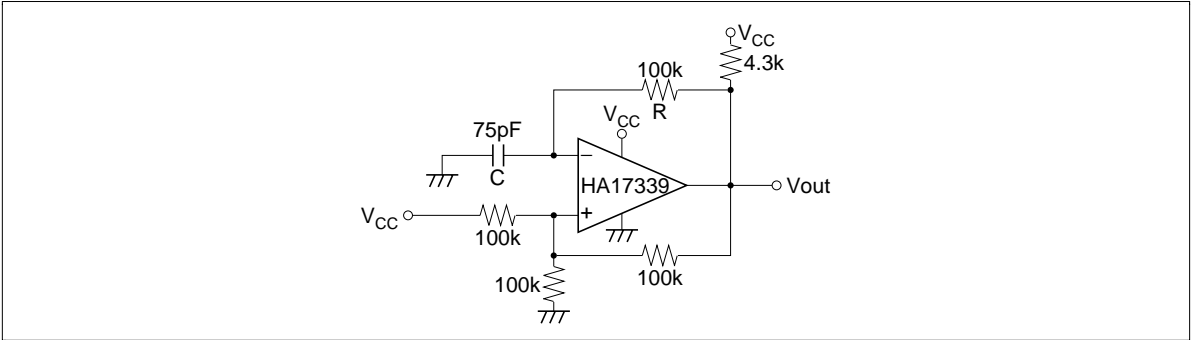 VCC
4.3k
100k
R
VCC
75pF
C
−
HA17339
Vout
VCC
100k
+
100k
100k